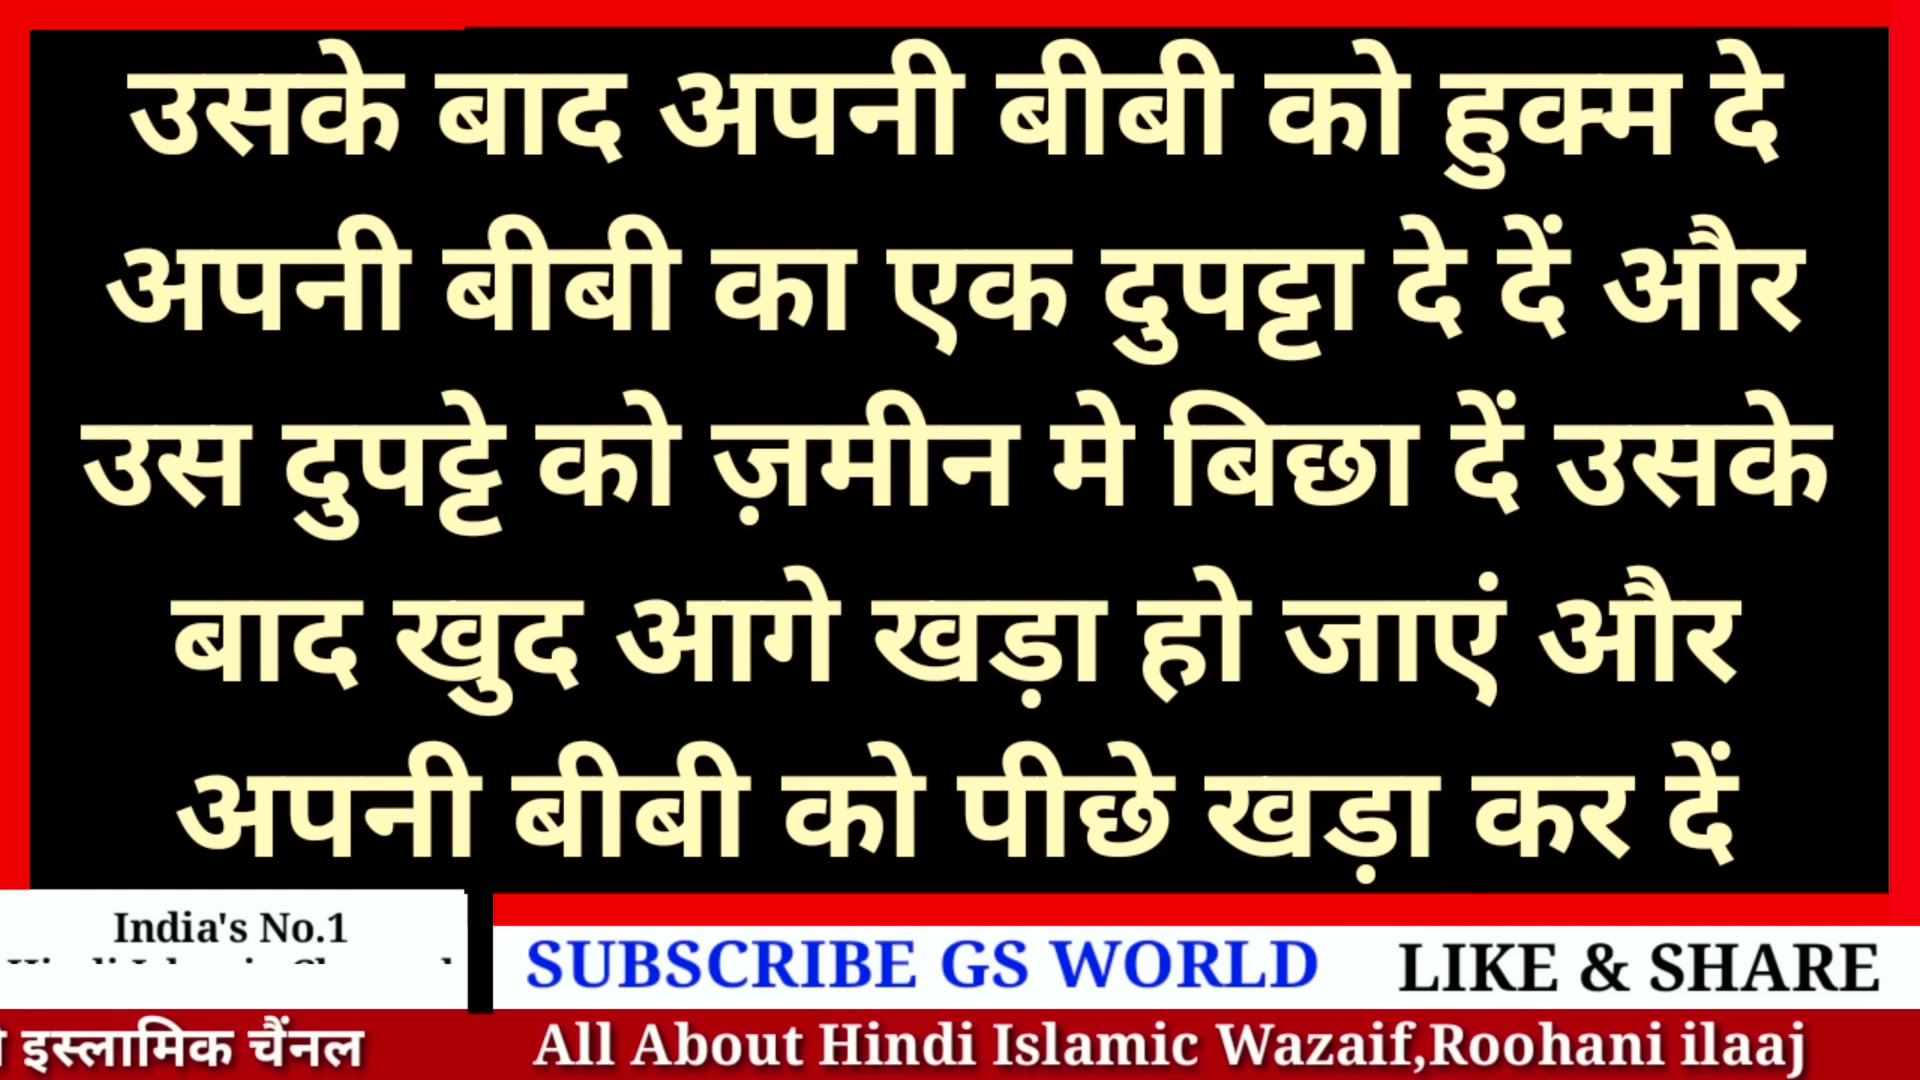 उसके बाद अपनी बीबी को हुक्म दे
अपनी बीबी का एक दुपट्टा दे दें और
उस दुपट्टे को ज़मीन मे बिछा दें उसके
बाद खुद आगे खड़ा हो जाएं और
अपनी बीबी को पीछे खड़ा कर दें
India's No.1
SUBSCRIBE GS WORLD LIKE & SHARE
इस्लामिक चैंनल
All About Hindi Islamic Wazaif,Roohani ilaaj